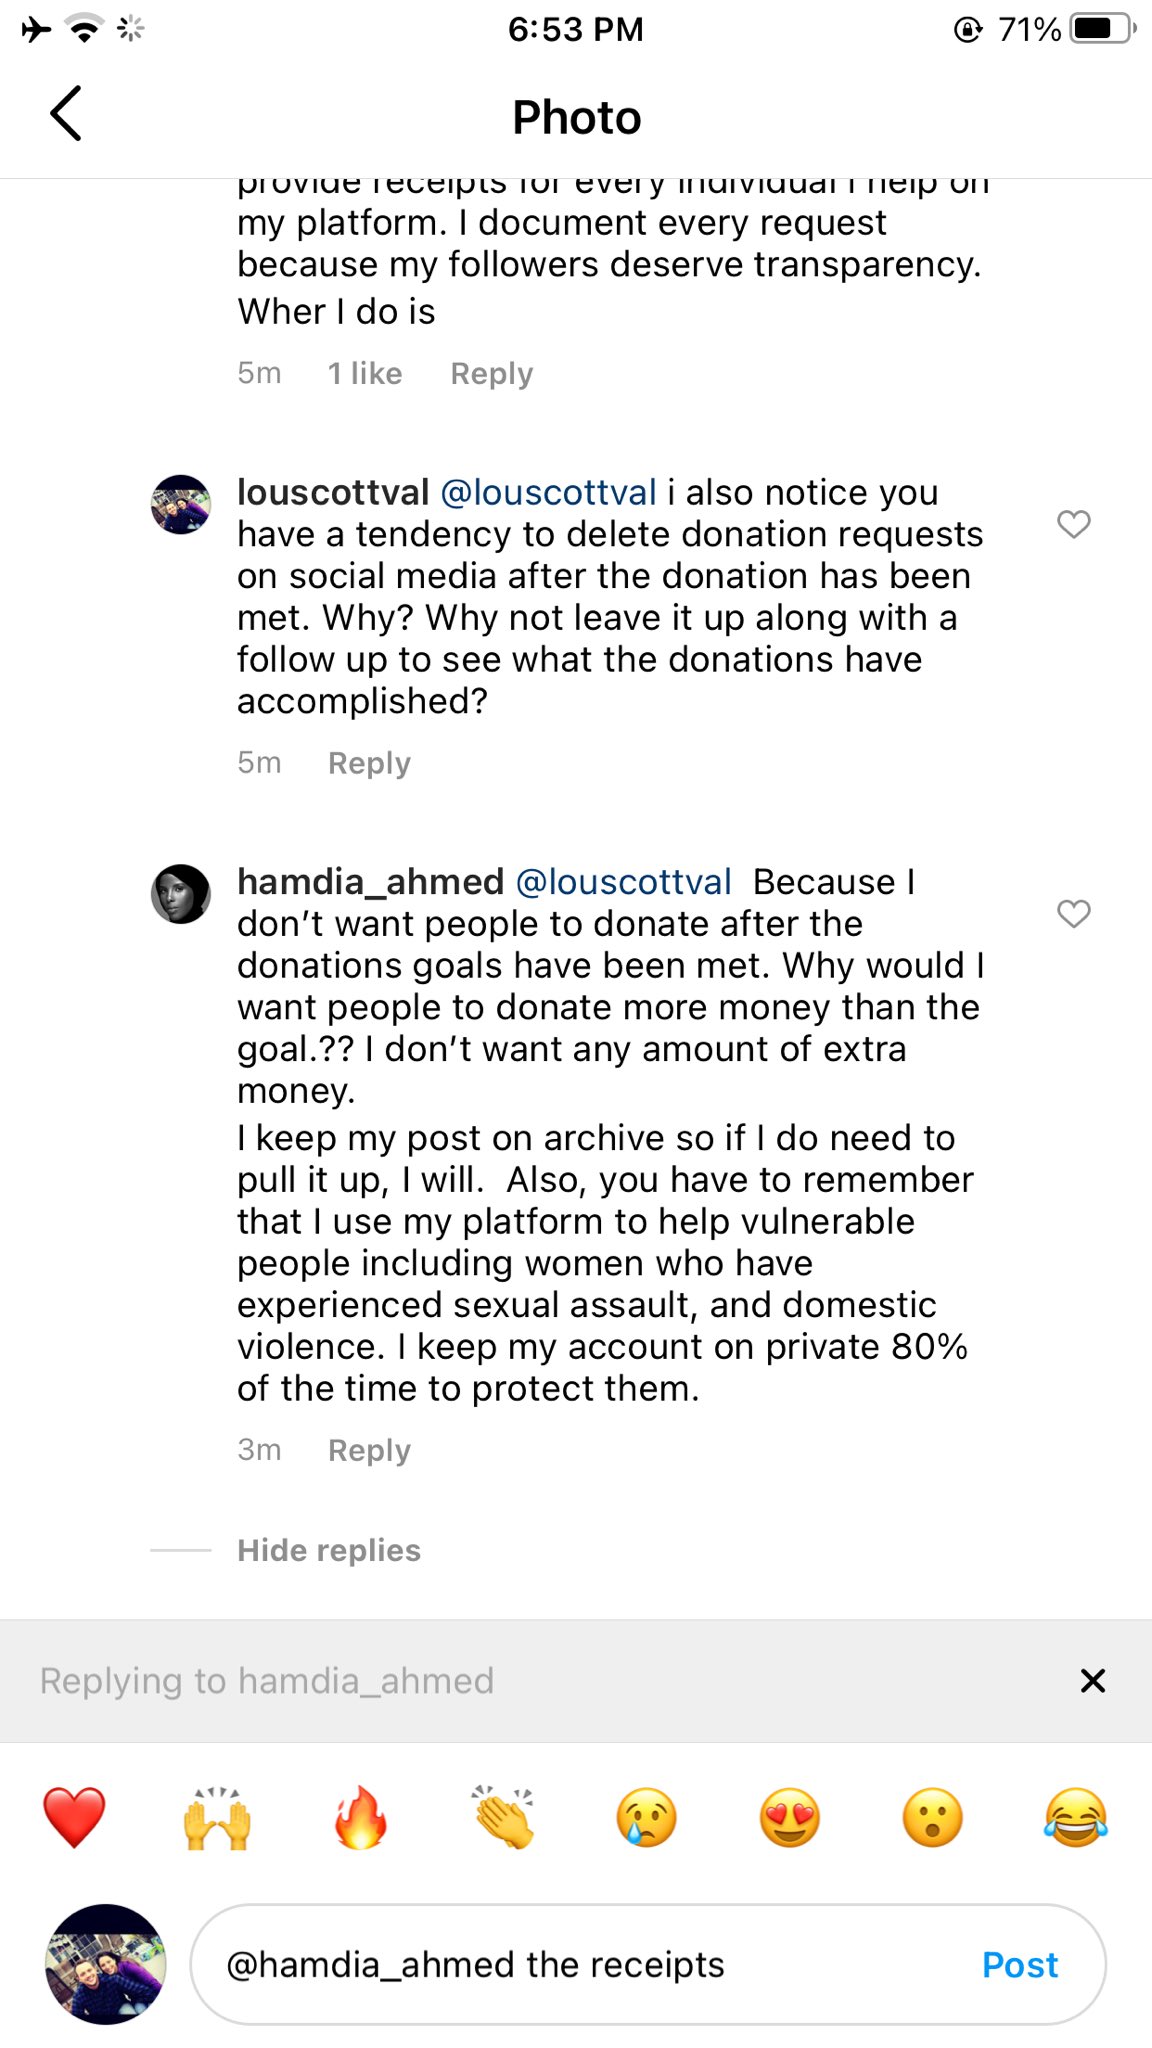 6:53 PM
71%
Photo
provide receipts for every individual I help on
my platform. I document every request
because my followers deserve transparency.
Wher I do is
5m 1 like Reply
louscottval @louscottval i also notice you
have a tendency to delete donation requests
on social media after the donation has been
met. Why? Why not leave it up along with a
follow up to see what the donations have
accomplished?
5m Reply
hamdia_ahmed @louscottval  Because I
don’t want people to donate after the
donations goals have been met. Why would I
want people to donate more money than the
goal.?? I don’t want any amount of extra
money.
I keep my post on archive so if I do need to
pull it up, I will.  Also, you have to remember
that I use my platform to help vulnerable
people including women who have
experienced sexual assault, and domestic
violence. I keep my account on private 80%
of the time to protect them.
3m Reply
Hide replies
Replying to hamdia_ahmed
@hamdia_ahmed the receipts
Post